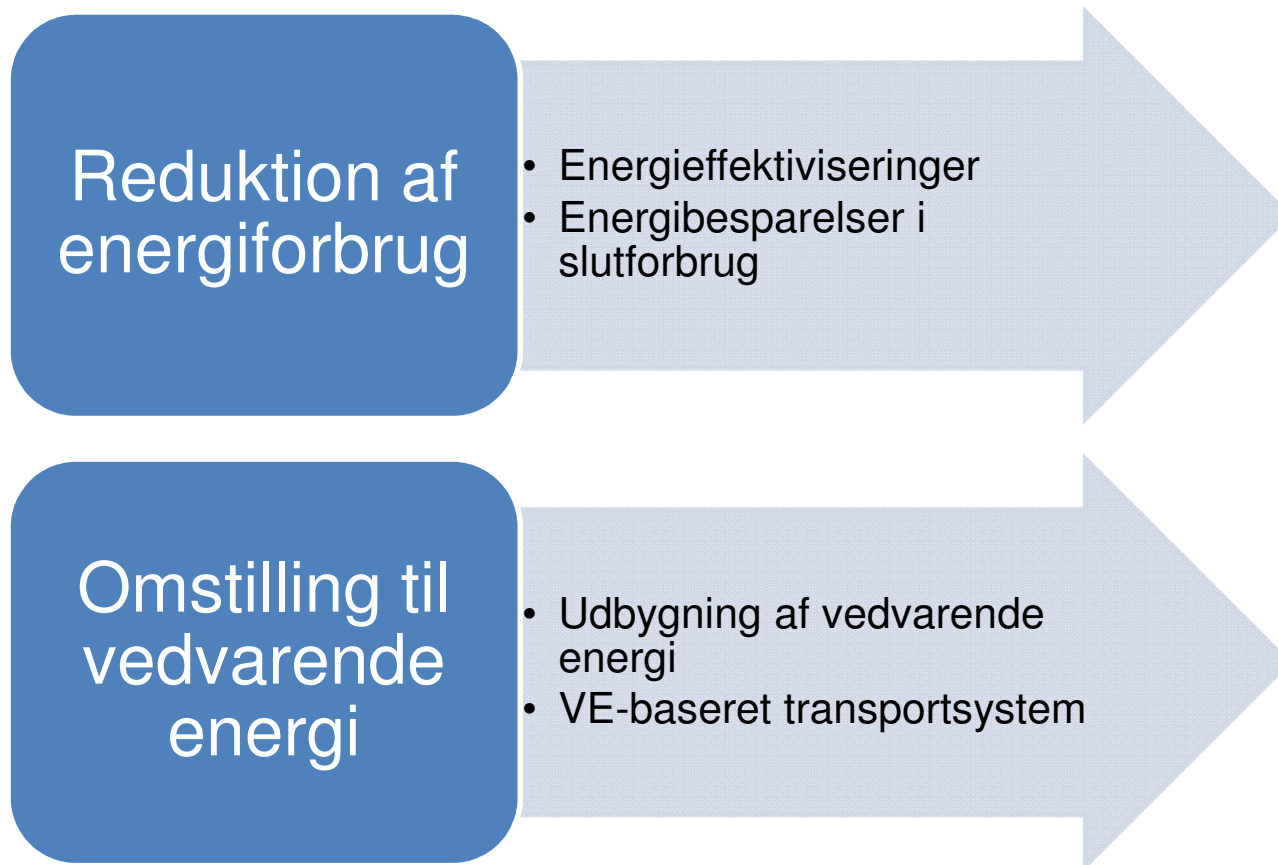 Reduktion af
energiforbrug
• Energieffektiviseringer
• Energibesparelser i
slutforbrug
Omstilling til
vedvarende
energi
• Udbygning af vedvarende
energi
• VE-baseret transportsystem